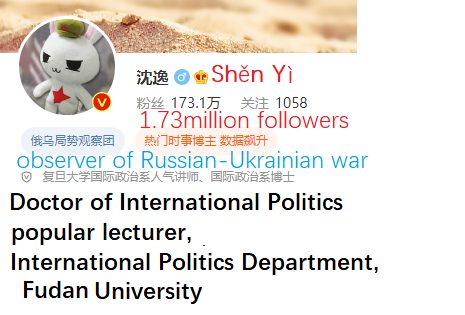 沈逸 Shěn Yì
粉丝 173.1万 关注 1058
1.73million followers
俄乌局势观察团 热门时事博主 数据飙升
observer of Russian-Ukrainian war
复旦大学国际政治系人气讲师、国际政治系博士
Doctor of International Politics
popular lecturer,
International Politics Department,
Fudan University